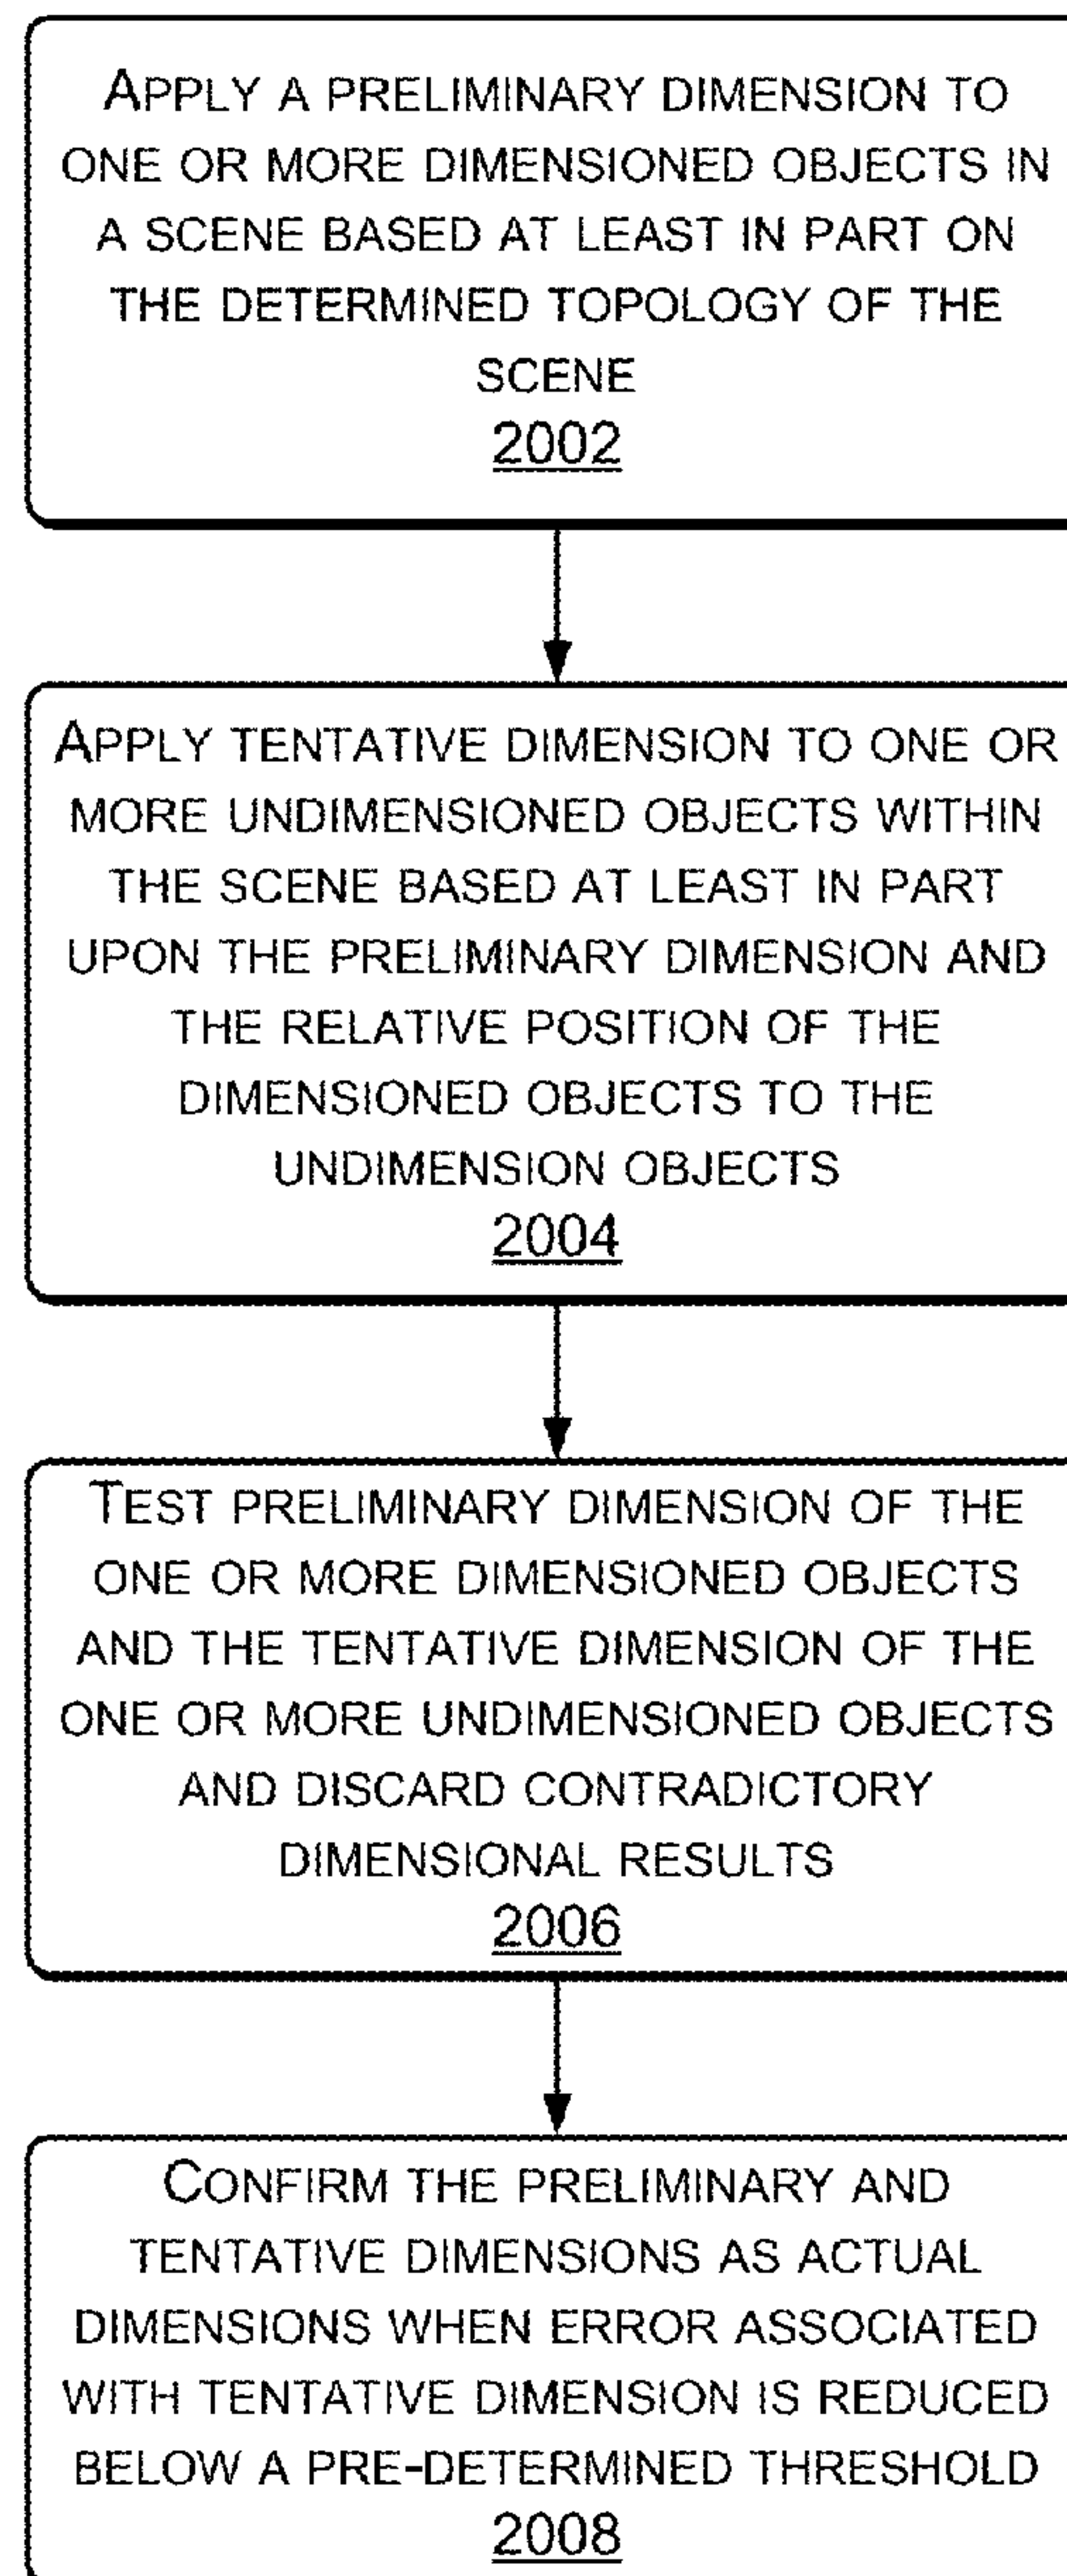 APPLY A PRELIMINARY DIMENSION TO
ONE OR MORE DIMENSIONED OBJECTS IN
A SCENE BASED AT LEAST IN PART ON
THE DETERMINED TOPOLOGY OF THE
SCENE
2002
APPLY TENTATIVE DIMENSION TO ONE OR
MORE UNDIMENSIONED OBJECTS WITHIN
THE SCENE BASED AT LEAST IN PART
UPON THE PRELIMINARY DIMENSION AND
THE RELATIVE POSITION OF THE
DIMENSIONED OBJECTS TO THE
UNDIMENSION OBJECTS
2004
TEST PRELIMINARY DIMENSION OF THE
ONE OR MORE DIMENSIONED OBJECTS
AND THE TENTATIVE DIMENSION OF THE
ONE OR MORE UNDIMENSIONED OBJECTS
AND DISCARD CONTRADICTORY
DIMENSIONAL RESULTS
2006
CONFIRM THE PRELIMINARY AND
TENTATIVE DIMENSIONS AS ACTUAL
DIMENSIONS WHEN ERROR ASSOCIATED
WITH TENTATIVE DIMENSION IS REDUCED
BELOW A PRE-DETERMINED THRESHOLD
2008